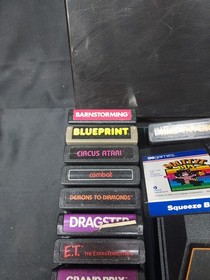 BARNSTORMING
BLUEPRINT
CIRCUS ATARI
combat
DEMONS TO DIAMONDS
DRAGSTER
E.T. THE EXTRA-TERRESTRIAL
GRAND PRIX
Squeeze B